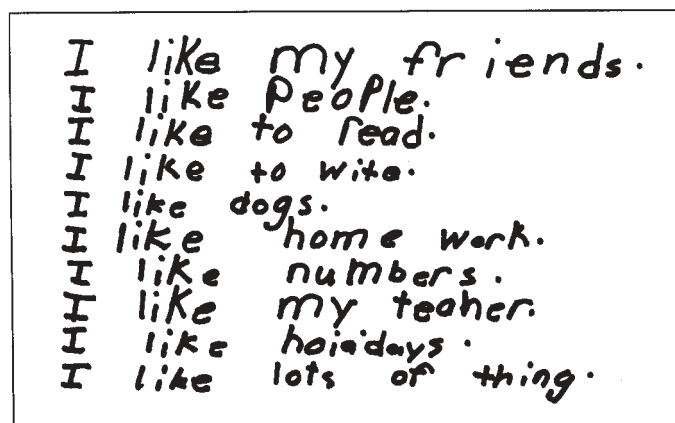 I like my friends.
I like People.
I like to read.
I like to wite.
I like dogs.
I like home work.
I like numbers.
I like my teaher.
I like hoiadays.
I like lots of thing.